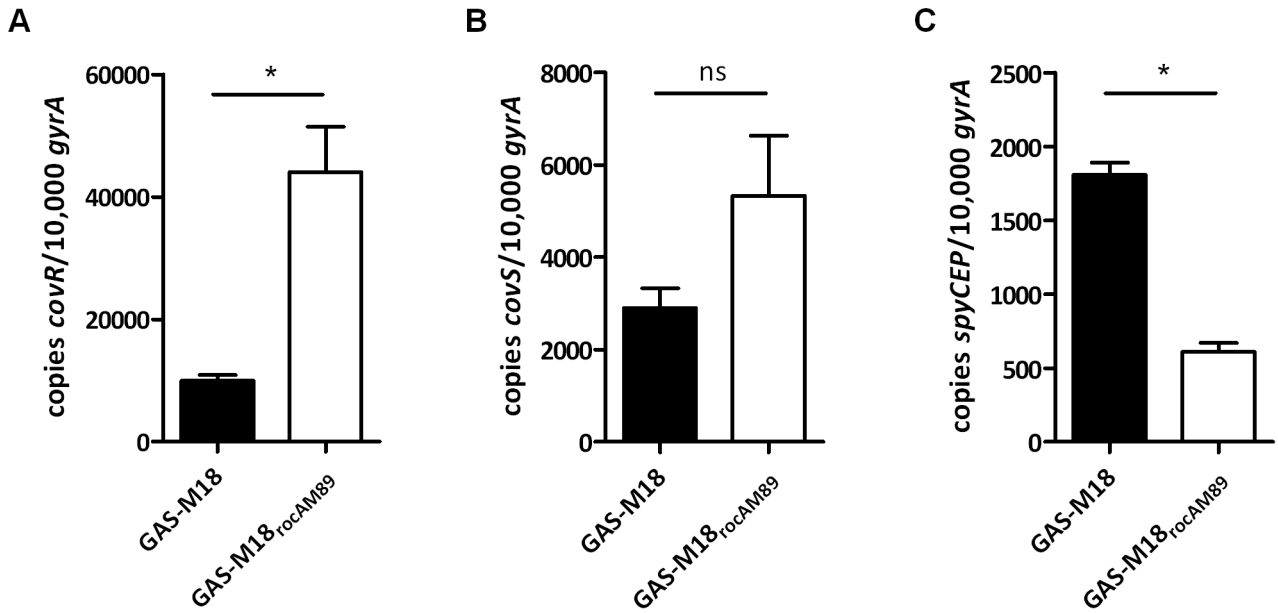 A
copies covR/10,000 gyrA
60000
40000
20000
0
*
GAS-M18
GAS-M18rocAM89
B
copies covS/10,000 gyrA
8000
6000
4000
2000
0
ns
GAS-M18
GAS-M18rocAM89
C
copies spyCEP/10,000 gyrA
2500
2000
1500
1000
500
0
*
GAS-M18
GAS-M18rocAM89